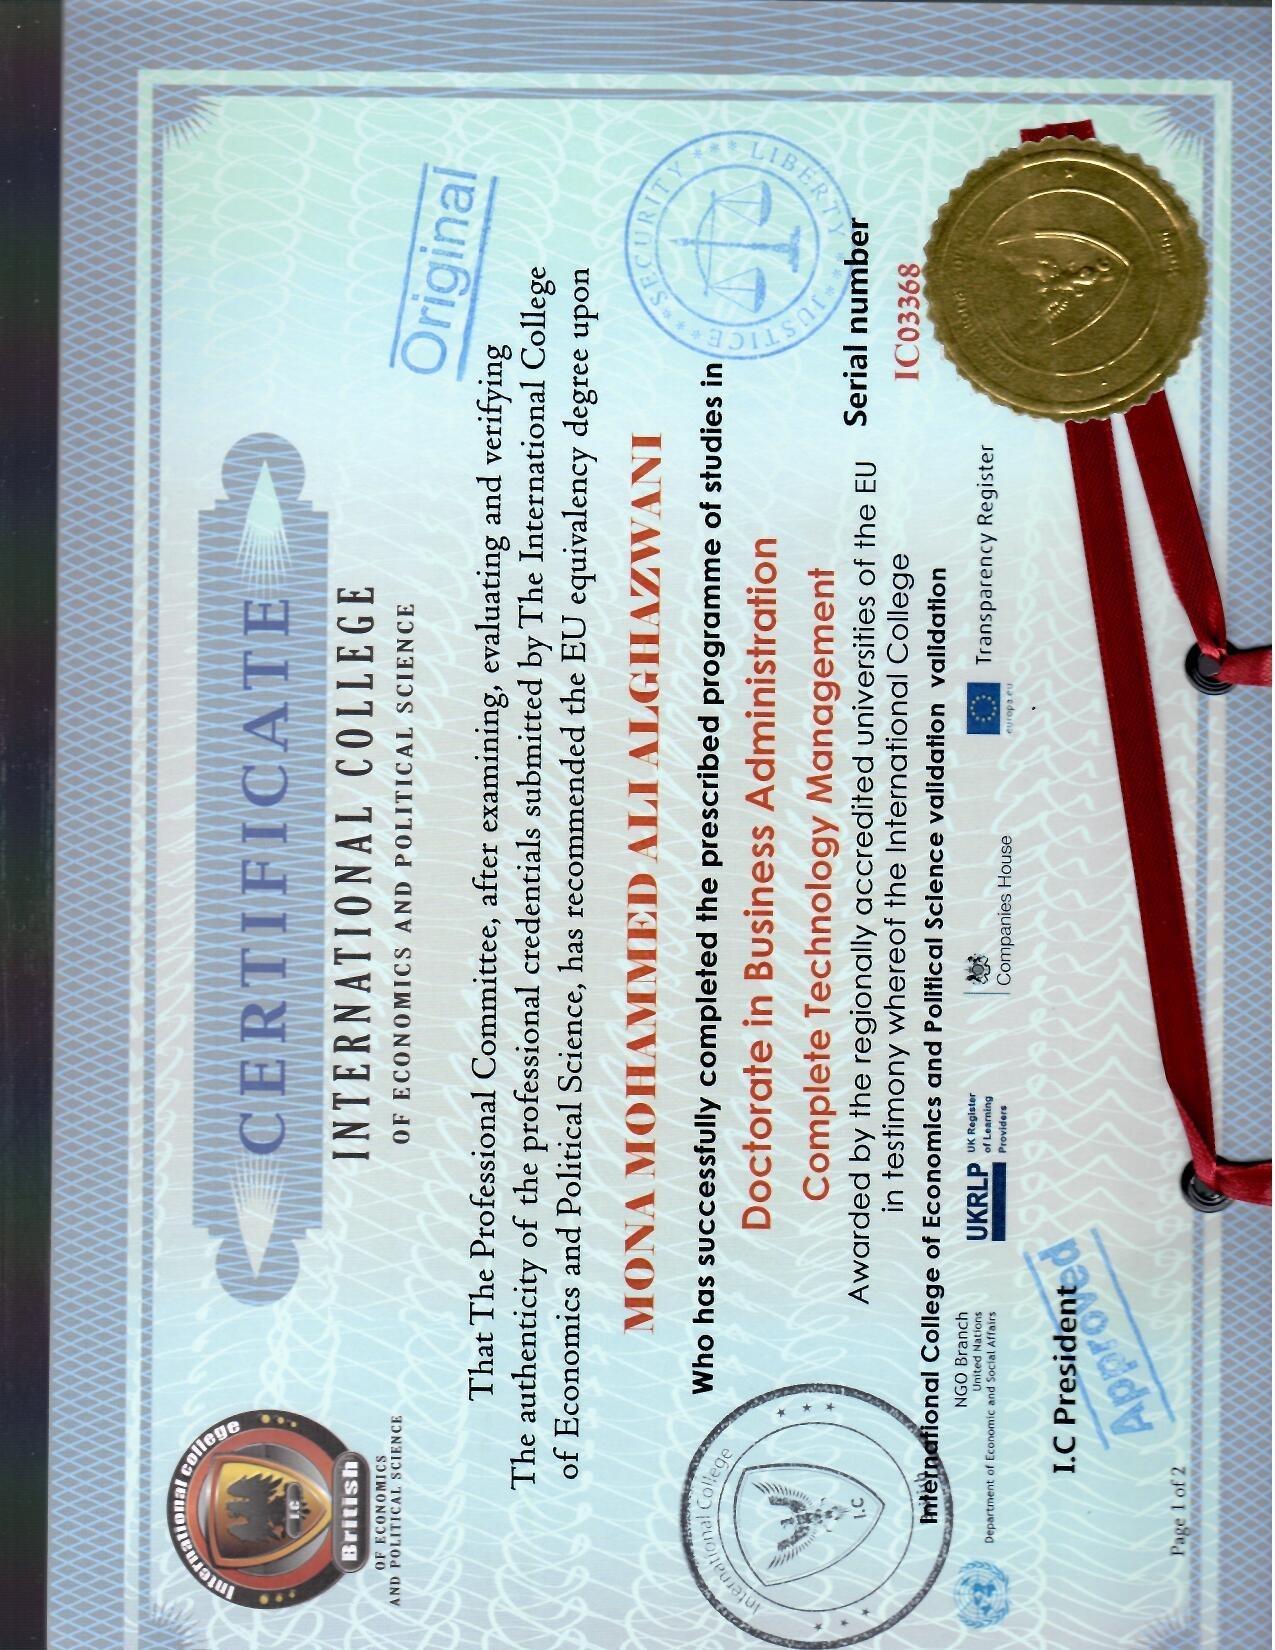 International college
I.C
British
OF ECONOMICS
AND POLITICAL SCIENCE
CERTIFICATE
INTERNATIONAL COLLEGE
OF ECONOMICS AND POLITICAL SCIENCE
Original
That The Professional Committee, after examining, evaluating and verifying
The authenticity of the professional credentials submitted by The International College
of Economics and Political Science, has recommended the EU equivalency degree upon
MONA MOHAMMED ALI ALGHAZWANI
Who has successfully completed the prescribed programme of studies in
Doctorate in Business Administration
Complete Technology Management
Awarded by the regionally accredited universities of the EU
in testimony whereof the International College
International College of Economics and Political Science validation validation
International College
I.C
British
SECURITY
LIBERTY
JUSTICE
Serial number
IC03368
NGO Branch
United Nations
Department of Economic and Social Affairs
UKRLP
UK Register
of Learning
Providers
Companies House
europa.eu
Transparency Register
I.C President
Approved
Page 1 of 2